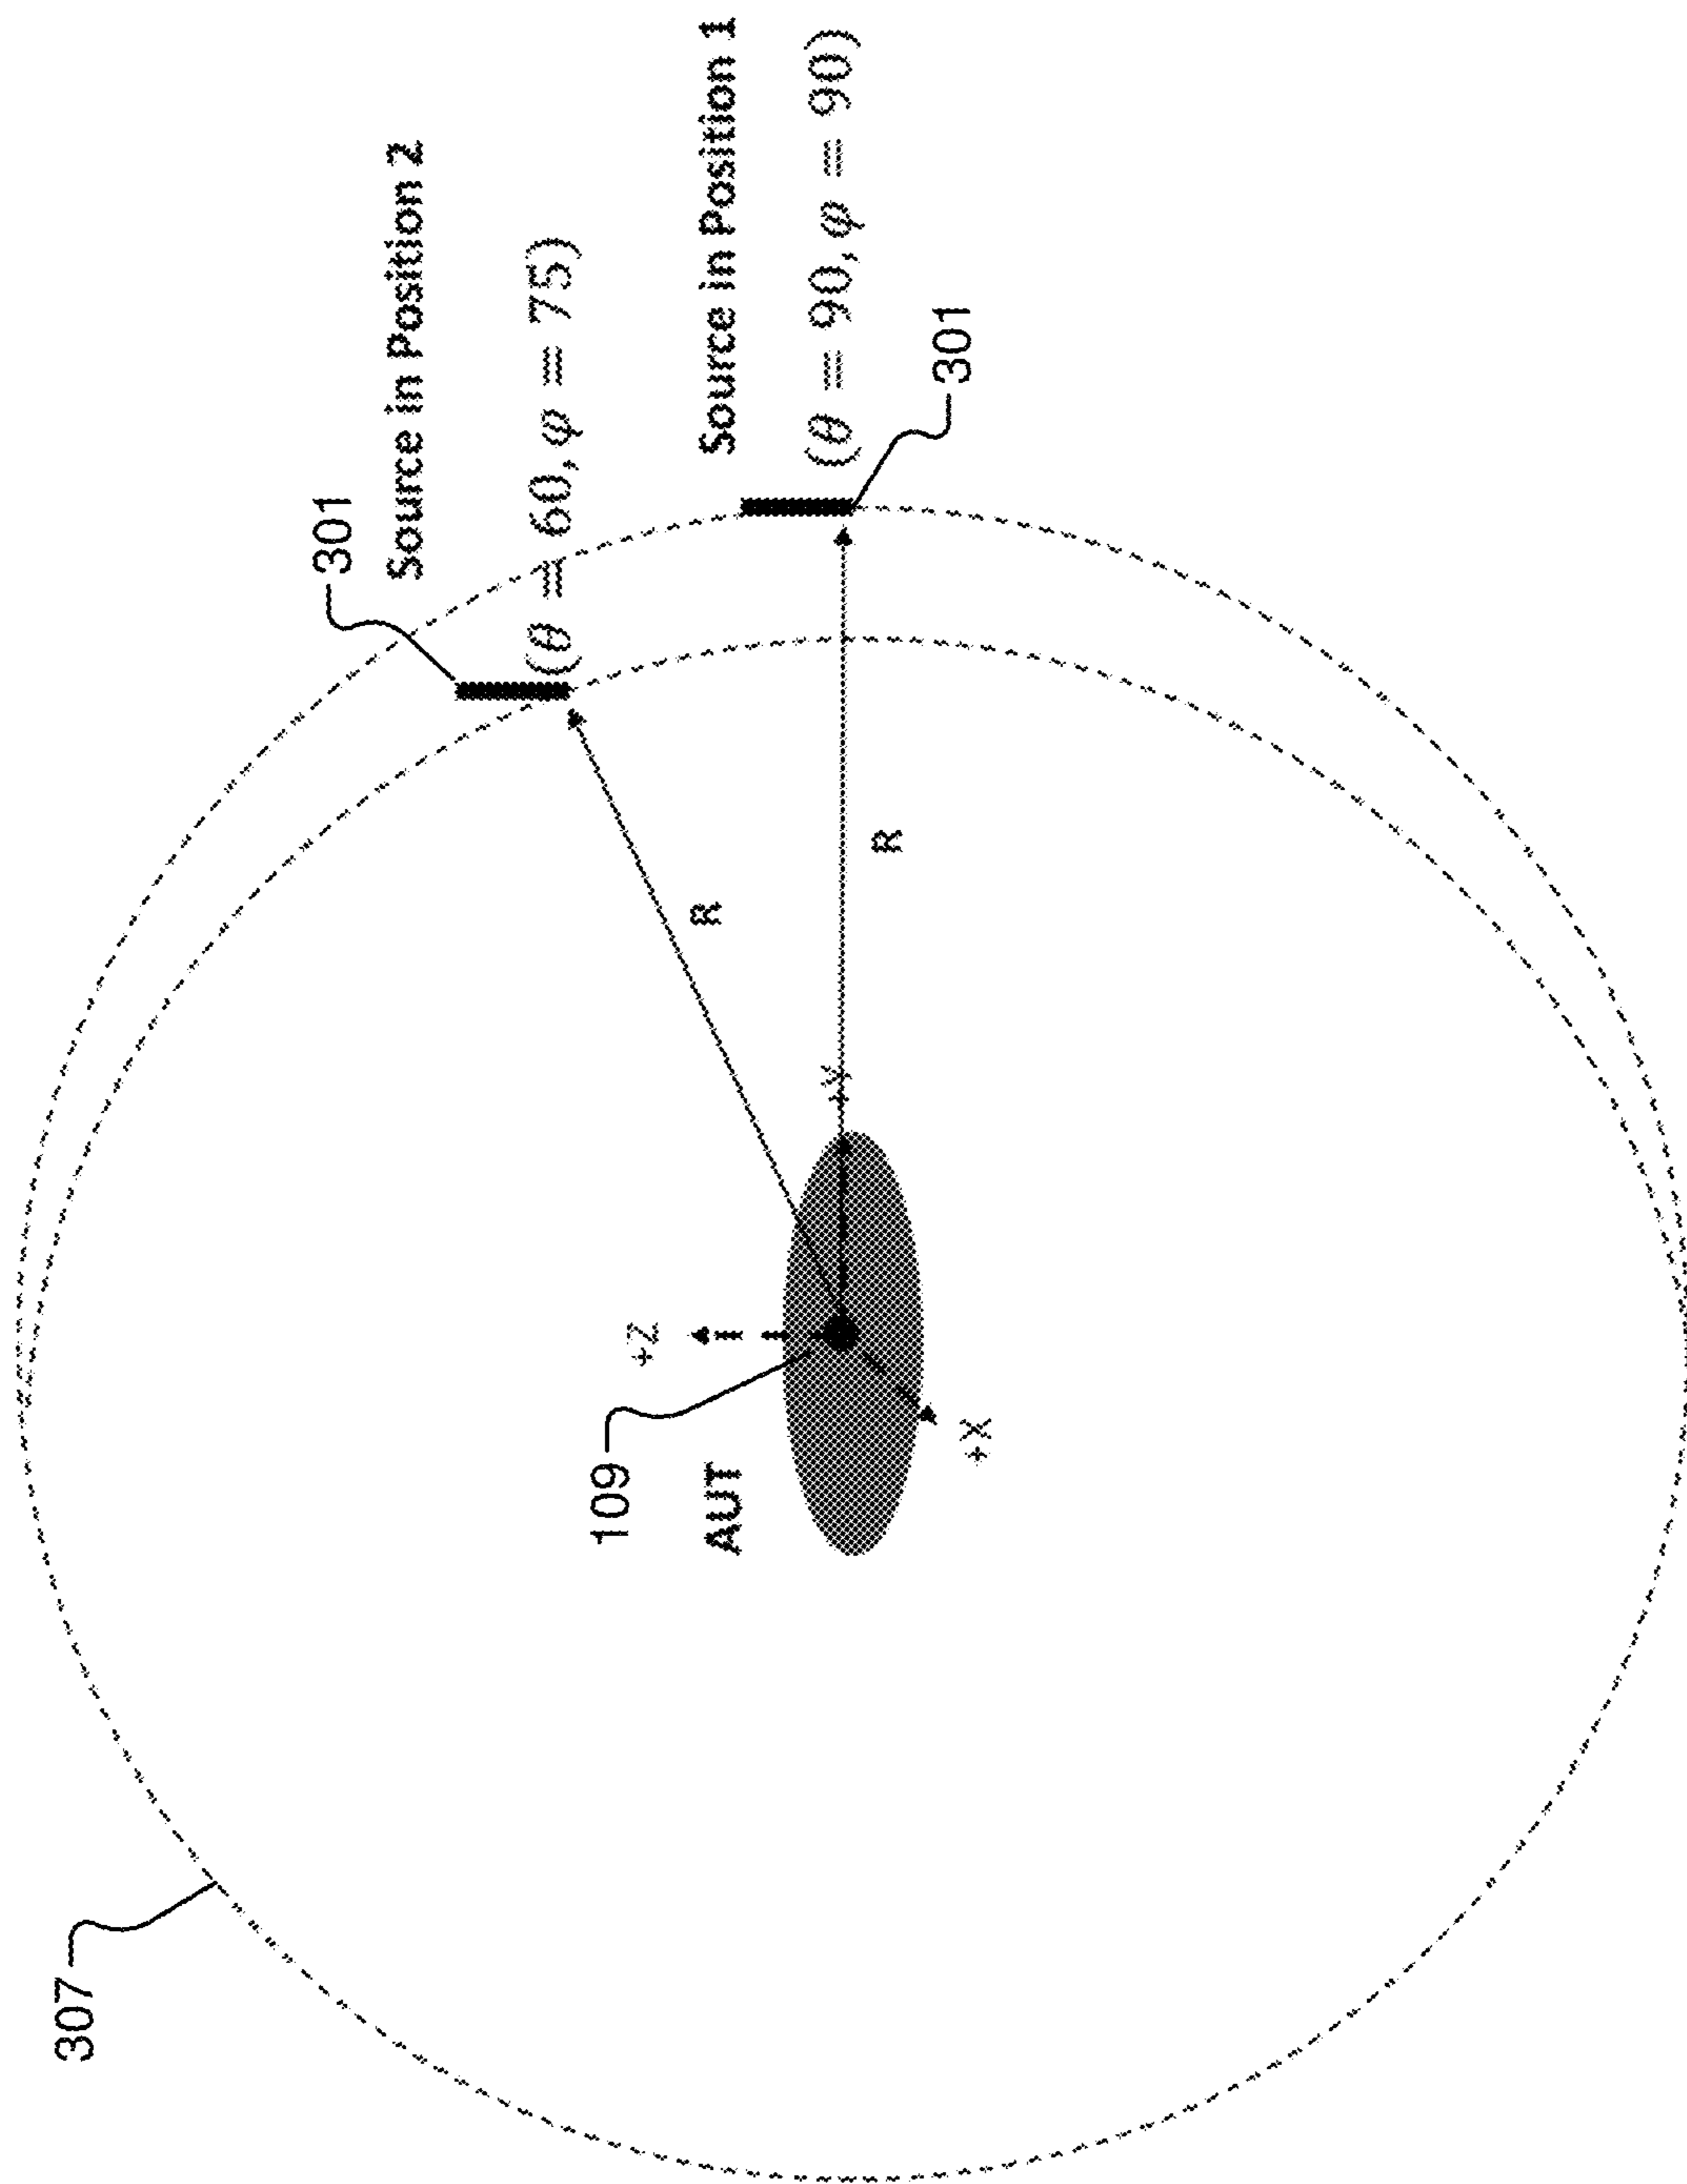 307
109
AUT
+Z
+X
+Y
R
R
301
Source in Position 2
(θ = 60, φ = 75)
Source in Position 1
(θ = 90, φ = 90)
301